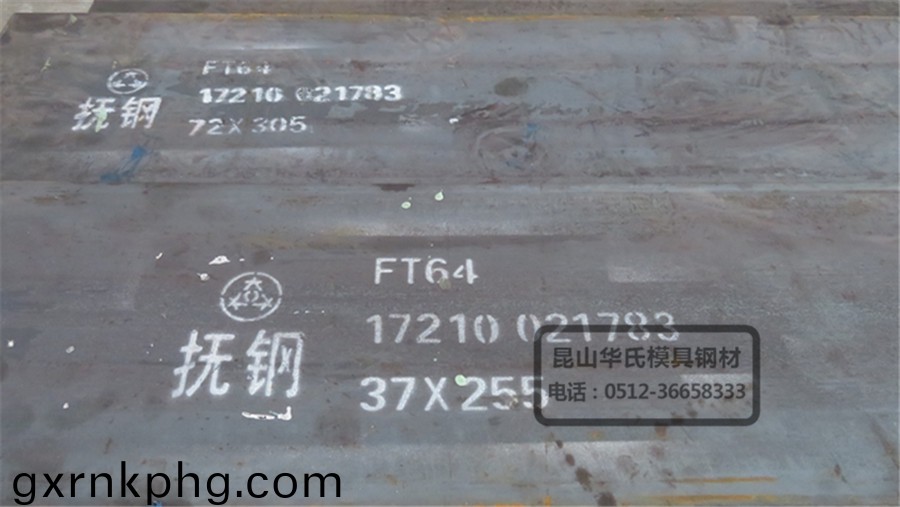 FT64
17210 021783
抚钢
72X305
FT64
17210 021783
抚钢
37X255
昆山华氏模具钢材
电话：0512-36658333
gxrnkphg.com